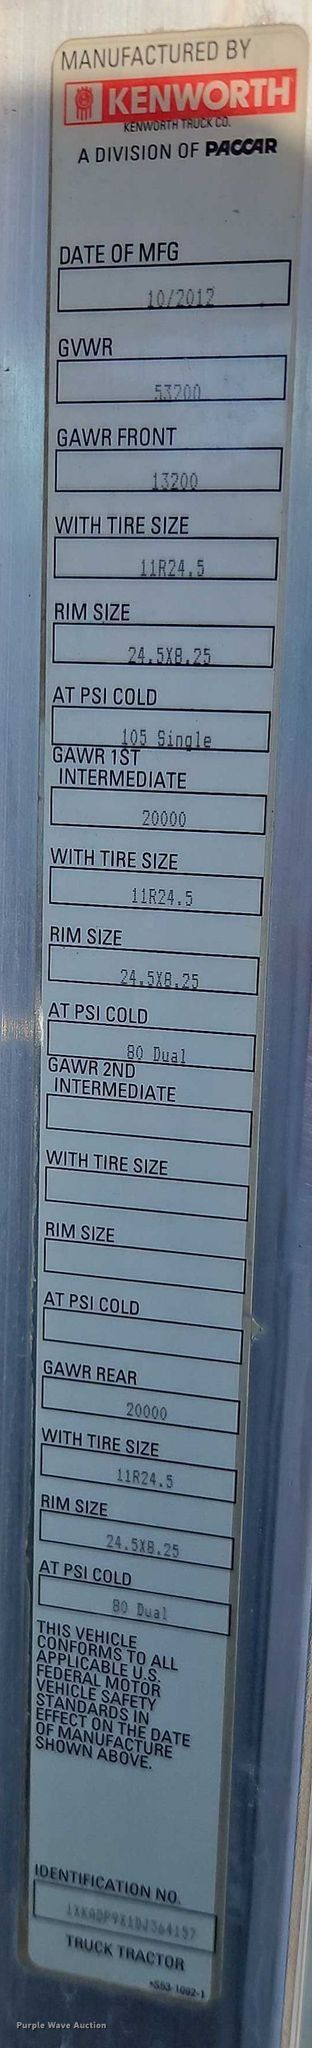 MANUFACTURED BY
KENWORTH
KENWORTH TRUCK CO.
A DIVISION OF PACCAR
DATE OF MFG
10/2012
GVWR
53200
GAWR FRONT
13200
WITH TIRE SIZE
11R24.5
RIM SIZE
24.5X8.25
AT PSI COLD
105 Single
GAWR 1ST
INTERMEDIATE
20000
WITH TIRE SIZE
11R24.5
RIM SIZE
24.5X8.25
AT PSI COLD
80 Dual
GAWR 2ND
INTERMEDIATE
WITH TIRE SIZE
RIM SIZE
AT PSI COLD
GAWR REAR
20000
WITH TIRE SIZE
11R24.5
RIM SIZE
24.5X8.25
AT PSI COLD
80 Dual
THIS VEHICLE
CONFORMS TO ALL
APPLICABLE U.S.
FEDERAL MOTOR
VEHICLE SAFETY
STANDARDS IN
EFFECT ON THE DATE
OF MANUFACTURE
SHOWN ABOVE.
IDENTIFICATION NO.
TRUCK TRACTOR
Purple Wave Auction